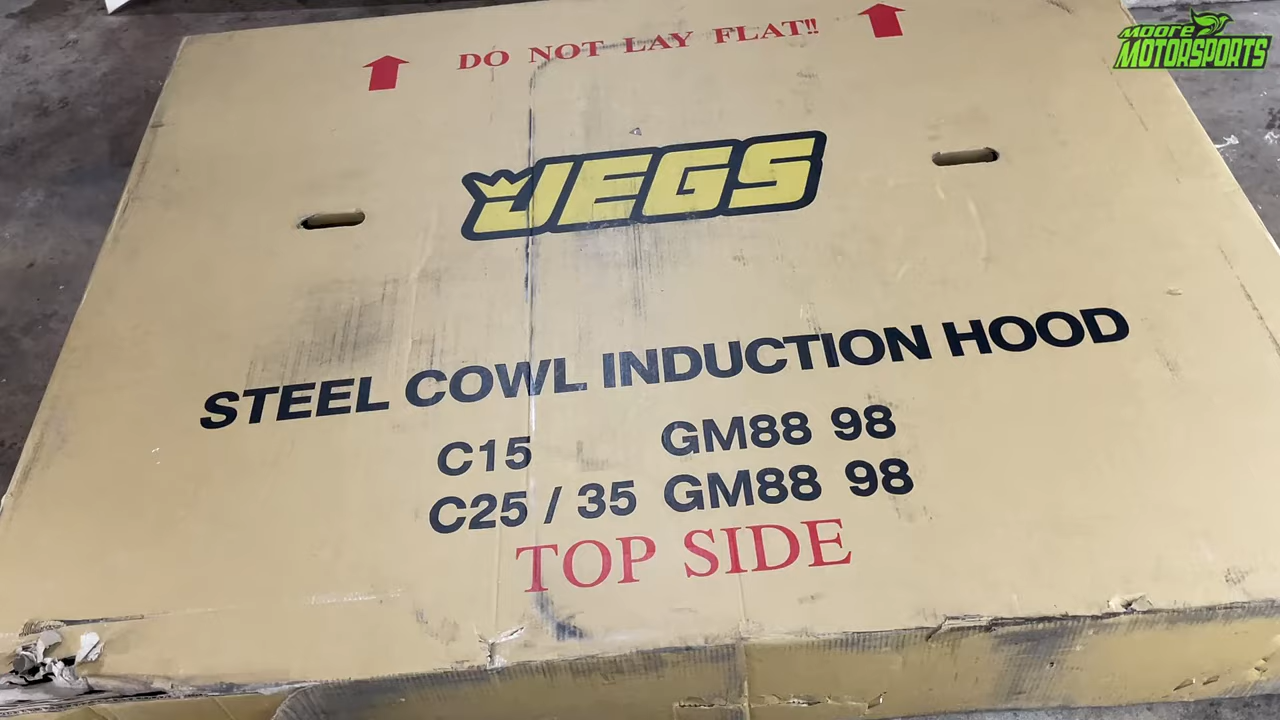 DO NOT LAY FLAT!!
MOORE
MOTORSPORTS
JEGS
STEEL COWL INDUCTION HOOD
C15 GM88 98
C25 / 35 GM88 98
TOP SIDE